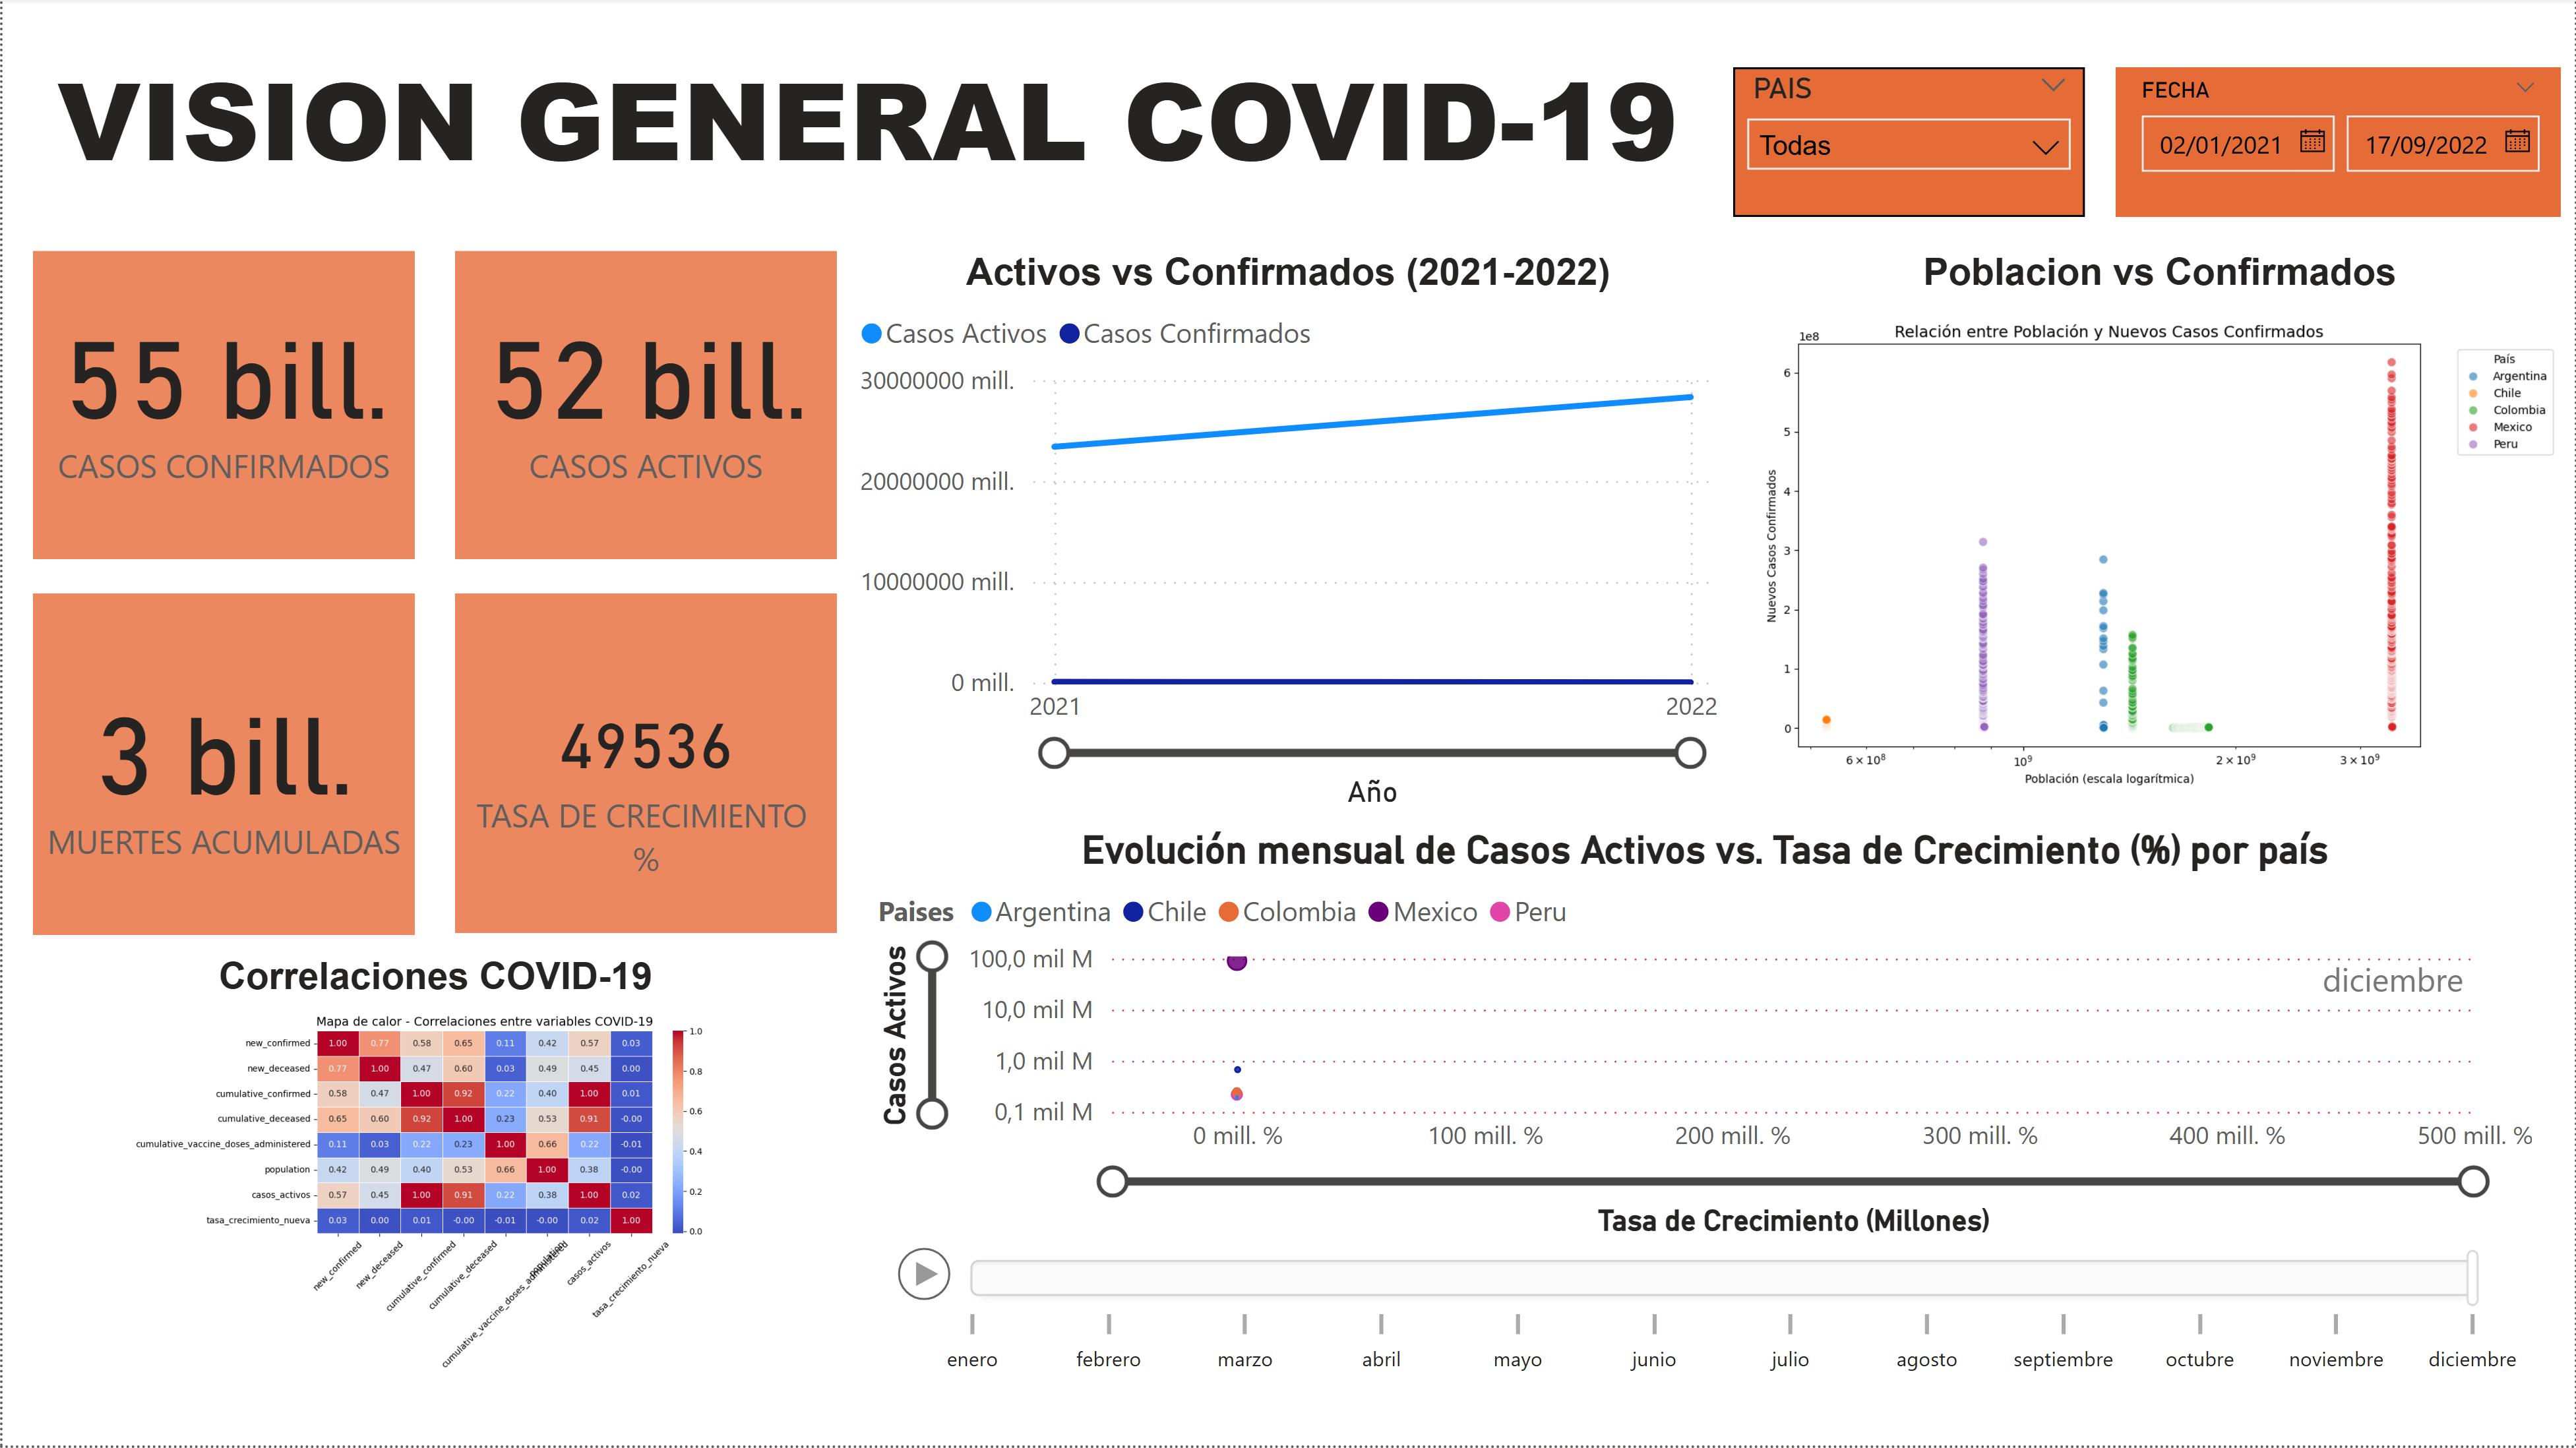 VISION GENERAL COVID-19
PAIS
Todas
FECHA
02/01/2021
17/09/2022
55 bill.
CASOS CONFIRMADOS
52 bill.
CASOS ACTIVOS
3 bill.
MUERTES ACUMULADAS
49536
TASA DE CRECIMIENTO
%
Activos vs Confirmados (2021-2022)
Casos Activos Casos Confirmados
30000000 mill.
20000000 mill.
10000000 mill.
0 mill.
2021 2022
Año
Poblacion vs Confirmados
Relación entre Población y Nuevos Casos Confirmados
1e8
6
5
4
3
2
1
0
Nuevos Casos Confirmados
6 × 10⁸ 10⁹ 2 × 10⁹ 3 × 10⁹
Población (escala logarítmica)
País
Argentina
Chile
Colombia
Mexico
Peru
Correlaciones COVID-19
Mapa de calor - Correlaciones entre variables COVID-19
new_confirmed 1.00 0.77 0.58 0.65 0.11 0.42 0.57 0.03
new_deceased 0.77 1.00 0.47 0.60 0.03 0.49 0.45 0.00
cumulative_confirmed 0.58 0.47 1.00 0.92 0.22 0.40 1.00 0.01
cumulative_deceased 0.65 0.60 0.92 1.00 0.23 0.53 0.91 -0.00
cumulative_vaccine_doses_administered 0.11 0.03 0.22 0.23 1.00 0.66 0.22 -0.01
population 0.42 0.49 0.40 0.53 0.66 1.00 0.38 -0.00
casos_activos 0.57 0.45 1.00 0.91 0.22 0.38 1.00 0.02
tasa_crecimiento_nueva 0.03 0.00 0.01 -0.00 -0.01 -0.00 0.02 1.00
new_confirmed
new_deceased
cumulative_confirmed
cumulative_deceased
cumulative_vaccine_doses_administered
population
casos_activos
tasa_crecimiento_nueva
1.0
0.8
0.6
0.4
0.2
0.0
Evolución mensual de Casos Activos vs. Tasa de Crecimiento (%) por país
Paises Argentina Chile Colombia Mexico Peru
Casos Activos
100,0 mil M
10,0 mil M
1,0 mil M
0,1 mil M
diciembre
0 mill. % 100 mill. % 200 mill. % 300 mill. % 400 mill. % 500 mill. %
Tasa de Crecimiento (Millones)
enero febrero marzo abril mayo junio julio agosto septiembre octubre noviembre diciembre